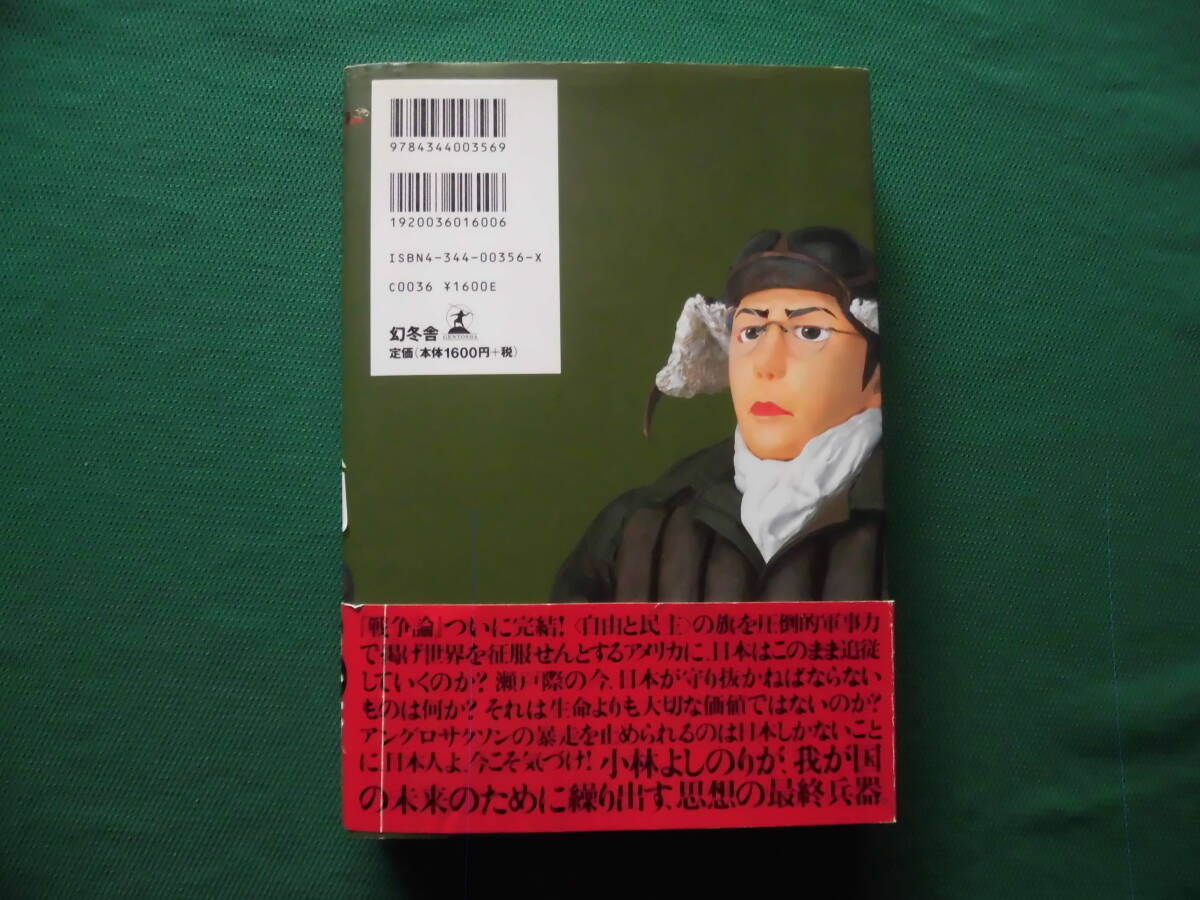 9784344003569
1920036016006
ISBN4-344-00356-X
C0036 ¥1600E
幻冬舎
GENTOSHA
定価(本体1600円+税)
『戦争論』ついに完結!〈自由と民主〉の旗を圧倒的軍事力
で掲げ世界を征服せんとするアメリカに、日本はこのまま追従
していくのか?瀬戸際の今、日本が守り抜かねばならない
ものは何か?それは生命よりも大切な価値ではないのか?
アングロサクソンの暴走を止められるのは日本しかないこと
に、日本人よ、今こそ気づけ!小林よしのりが、我が国
の未来のために繰り出す、思想の最終兵器。